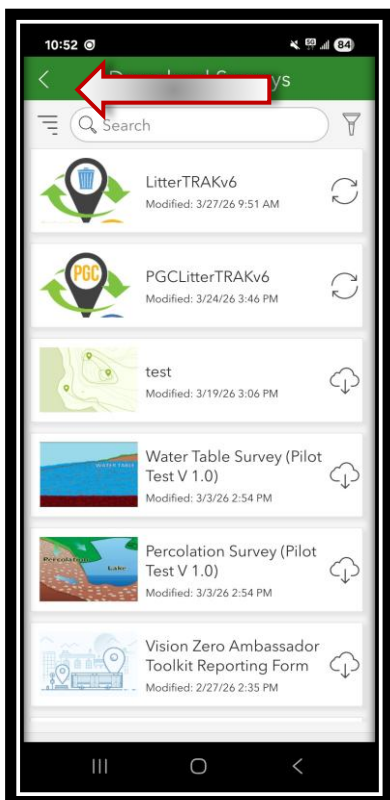 10:52
84
Search
LitterTRAKv6
Modified: 3/27/26 9:51 AM
PGC
PGCLitterTRAKv6
Modified: 3/24/26 3:46 PM
test
Modified: 3/19/26 3:06 PM
WATER TABLE
Water Table Survey (Pilot
Test V 1.0)
Modified: 3/3/26 2:54 PM
Percolation
Lake
Percolation Survey (Pilot
Test V 1.0)
Modified: 3/3/26 2:54 PM
Vision Zero Ambassador
Toolkit Reporting Form
Modified: 2/27/26 2:35 PM